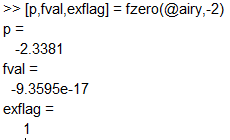 >> [p,fval,exflag] = fzero(@airy,-2)
p =
-2.3381
fval =
-9.3595e-17
exflag =
1